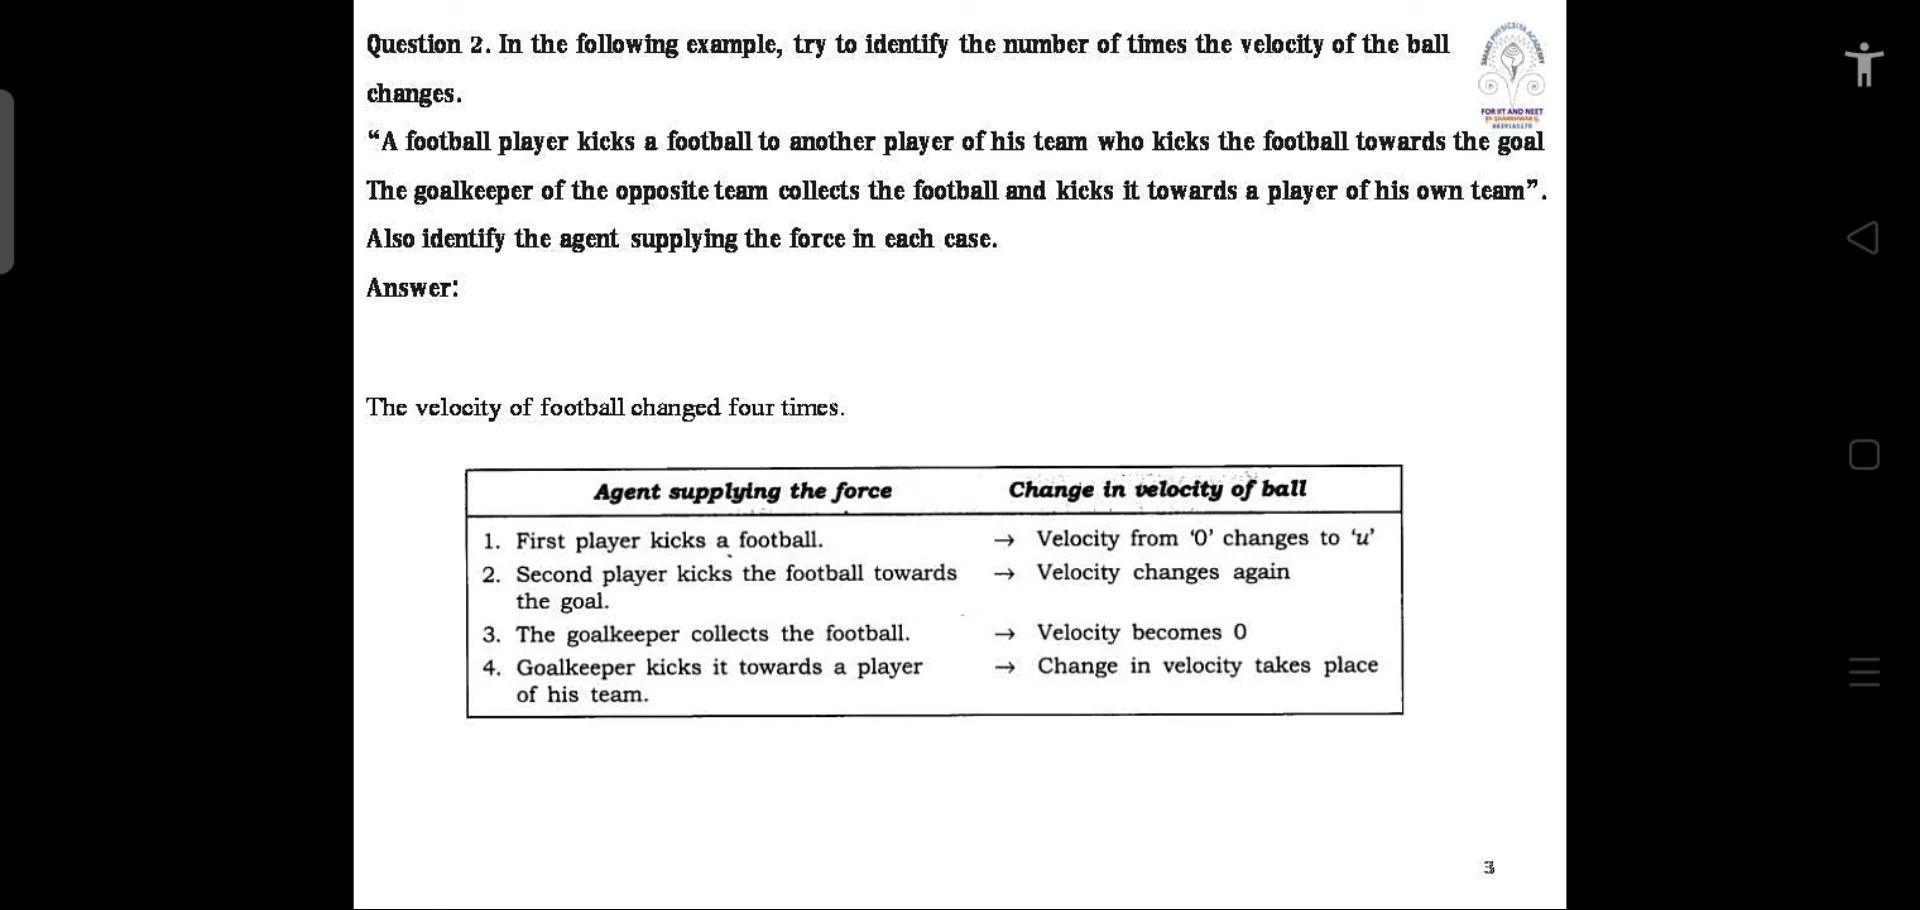 Question 2. In the following example, try to identify the number of times the velocity of the ball
changes.
“A football player kicks a football to another player of his team who kicks the football towards the goal
The goalkeeper of the opposite team collects the football and kicks it towards a player of his own team”.
Also identify the agent supplying the force in each case.
Answer:
The velocity of football changed four times.
Agent supplying the force Change in velocity of ball
1. First player kicks a football. → Velocity from ‘0’ changes to ‘u’
2. Second player kicks the football towards → Velocity changes again
the goal.
3. The goalkeeper collects the football. → Velocity becomes 0
4. Goalkeeper kicks it towards a player → Change in velocity takes place
of his team.
FOR IIT AND NEET
3